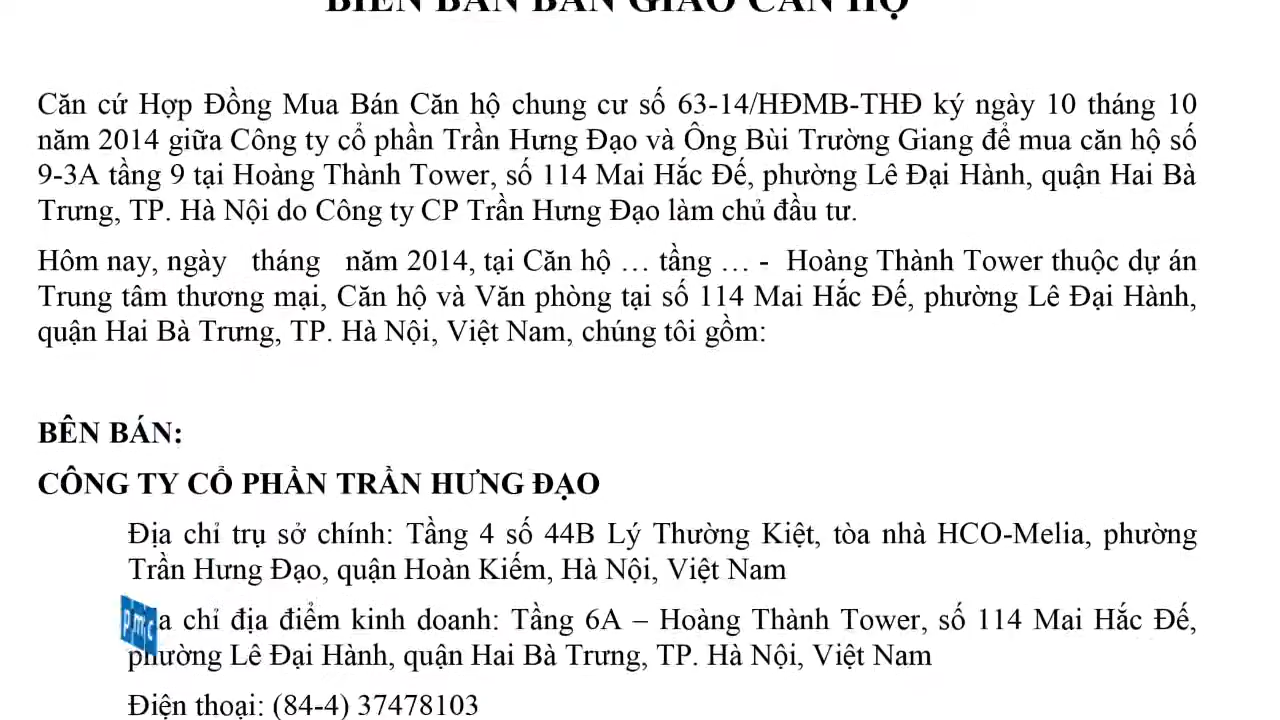 BIÊN BẢN BÀN GIAO CĂN HỘ
Căn cứ Hợp Đồng Mua Bán Căn hộ chung cư số 63-14/HĐMB-THĐ ký ngày 10 tháng 10
năm 2014 giữa Công ty cổ phần Trần Hưng Đạo và Ông Bùi Trường Giang để mua căn hộ số
9-3A tầng 9 tại Hoàng Thành Tower, số 114 Mai Hắc Đế, phường Lê Đại Hành, quận Hai Bà
Trưng, TP. Hà Nội do Công ty CP Trần Hưng Đạo làm chủ đầu tư.
Hôm nay, ngày tháng năm 2014, tại Căn hộ … tầng … - Hoàng Thành Tower thuộc dự án
Trung tâm thương mại, Căn hộ và Văn phòng tại số 114 Mai Hắc Đế, phường Lê Đại Hành,
quận Hai Bà Trưng, TP. Hà Nội, Việt Nam, chúng tôi gồm:
BÊN BÁN:
CÔNG TY CỔ PHẦN TRẦN HƯNG ĐẠO
Địa chỉ trụ sở chính: Tầng 4 số 44B Lý Thường Kiệt, tòa nhà HCO-Melia, phường
Trần Hưng Đạo, quận Hoàn Kiếm, Hà Nội, Việt Nam
pmc
a chỉ địa điểm kinh doanh: Tầng 6A – Hoàng Thành Tower, số 114 Mai Hắc Đế,
phường Lê Đại Hành, quận Hai Bà Trưng, TP. Hà Nội, Việt Nam
Điện thoại: (84-4) 37478103